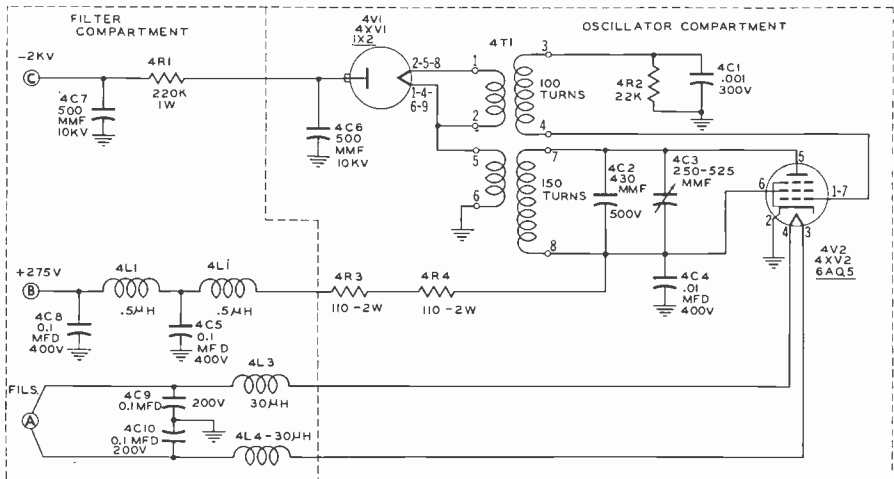 FILTER
COMPARTMENT
OSCILLATOR COMPARTMENT
-2KV
C
4R1
220K
1W
4C7
500
MMF
10KV
4V1
4XV1
1X2
2-5-8
1-4-
6-9
4C6
500
MMF
10KV
4T1
1
2
3
4
5
6
7
8
100
TURNS
150
TURNS
4R2
22K
4C1
.001
300V
4C2
430
MMF
500V
4C3
250-525
MMF
5
6
1-7
2
4
3
4V2
4XV2
6AQ5
4C4
.01
MFD
400V
+275V
B
4L1
.5µH
4L1
.5µH
4R3
110-2W
4R4
110-2W
4C8
0.1
MFD
400V
4C5
0.1
MFD
400V
FILS.
A
4C9
0.1MFD
200V
4L3
30µH
4C10
0.1MFD
200V
4L4-30µH